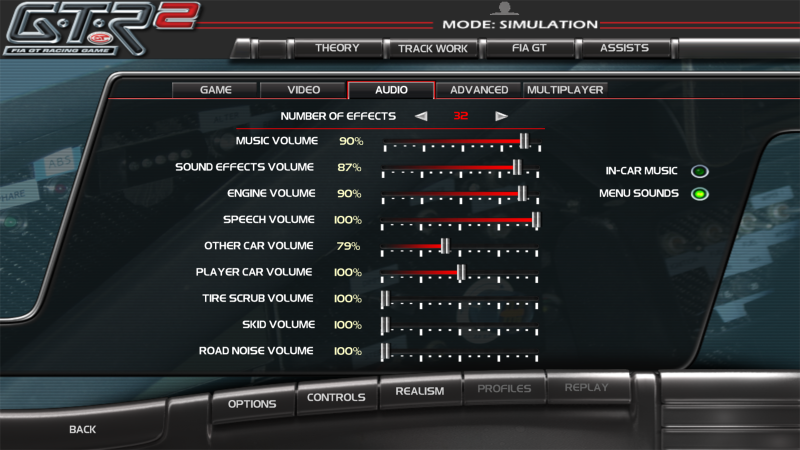 GTR2
FIA GT RACING GAME
MODE: SIMULATION
THEORY TRACK WORK FIA GT ASSISTS
GAME VIDEO AUDIO ADVANCED MULTIPLAYER
NUMBER OF EFFECTS 32
MUSIC VOLUME 90%
SOUND EFFECTS VOLUME 87%
IN-CAR MUSIC
ENGINE VOLUME 90%
MENU SOUNDS
SPEECH VOLUME 100%
OTHER CAR VOLUME 79%
PLAYER CAR VOLUME 100%
TIRE SCRUB VOLUME 100%
SKID VOLUME 100%
ROAD NOISE VOLUME 100%
ABS
BACK OPTIONS CONTROLS REALISM PROFILES REPLAY